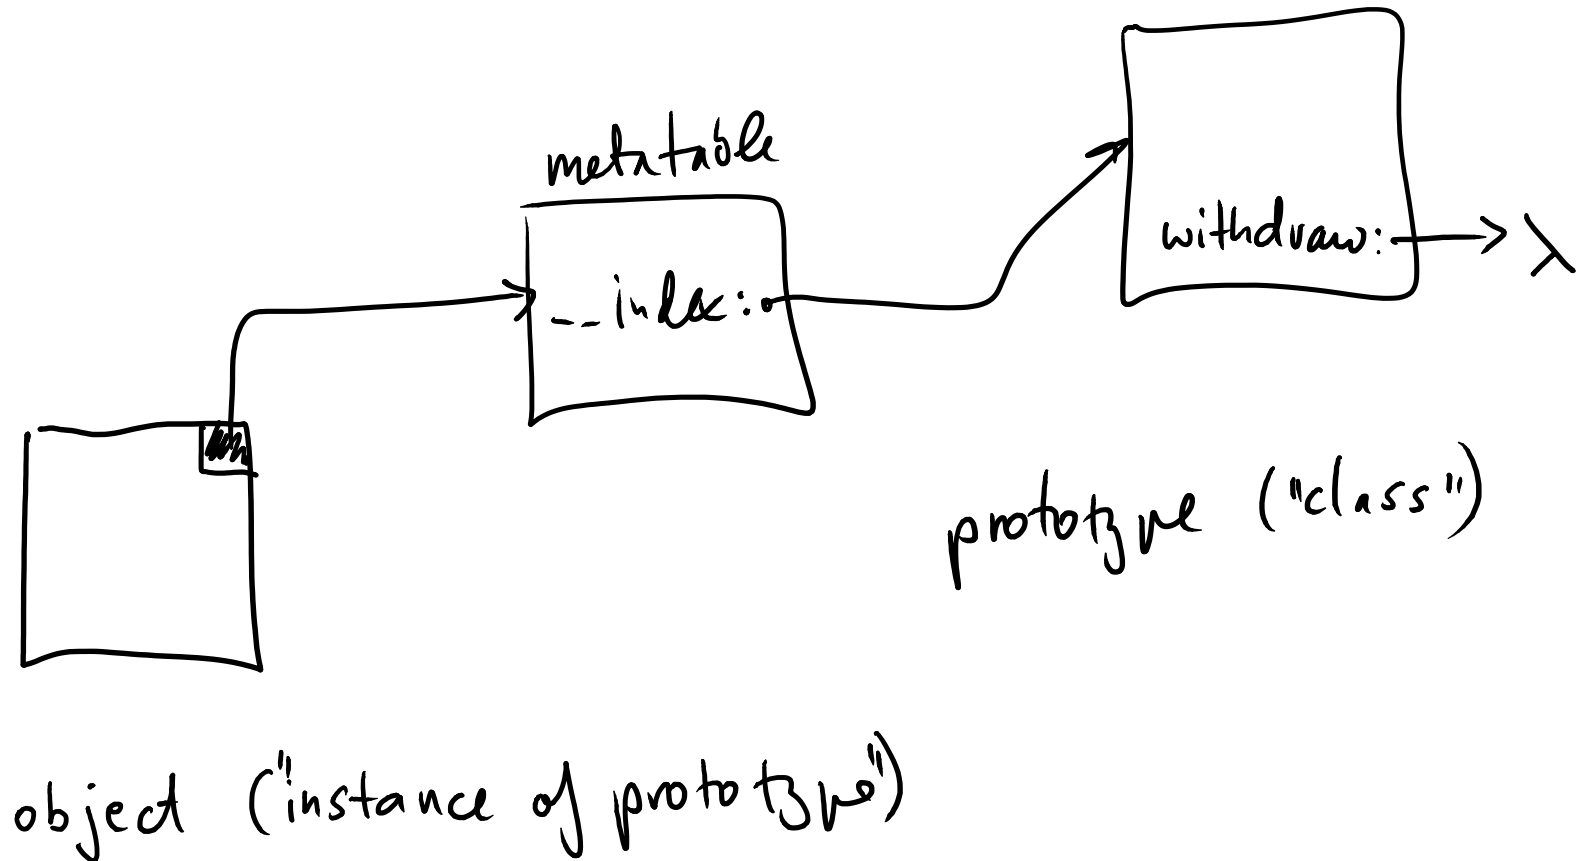 metatable
__index:
withdraw: λ
prototype ("class")
object ("instance of prototype")